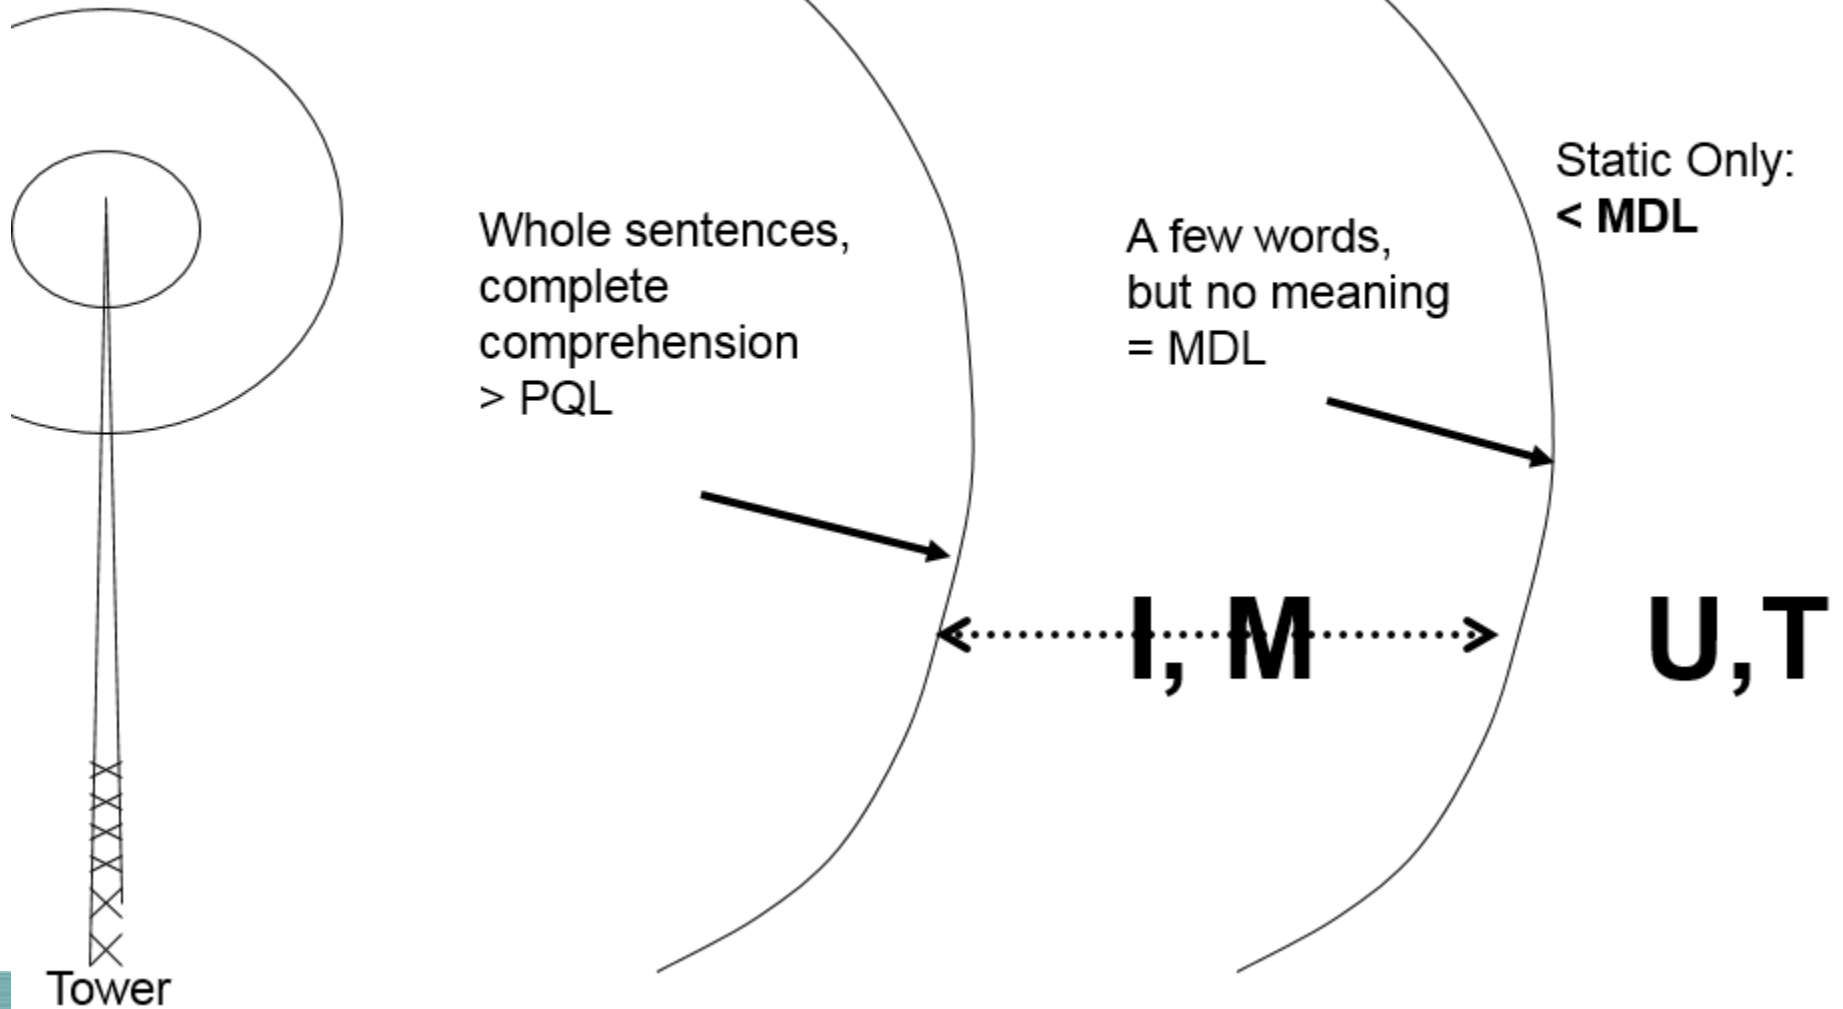 Whole sentences,
complete
comprehension
> PQL
A few words,
but no meaning
= MDL
Static Only:
< MDL
I, M
U,T
Tower